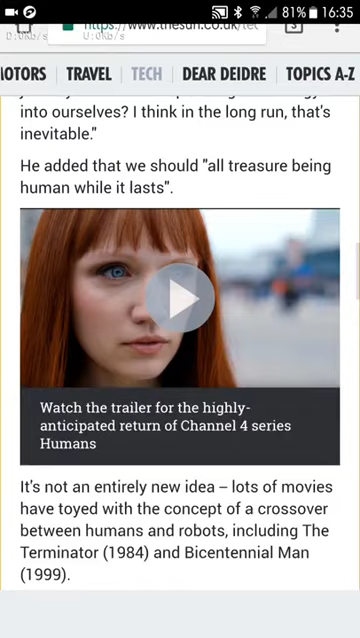 81% 16:35
D:0Kb/s U:0Kb/s
https://www.thesun.co.uk/tec
3
MOTORS TRAVEL TECH DEAR DEIDRE TOPICS A-Z
into ourselves? I think in the long run, that's
inevitable."
He added that we should "all treasure being
human while it lasts".
Watch the trailer for the highly-
anticipated return of Channel 4 series
Humans
It's not an entirely new idea – lots of movies
have toyed with the concept of a crossover
between humans and robots, including The
Terminator (1984) and Bicentennial Man
(1999).